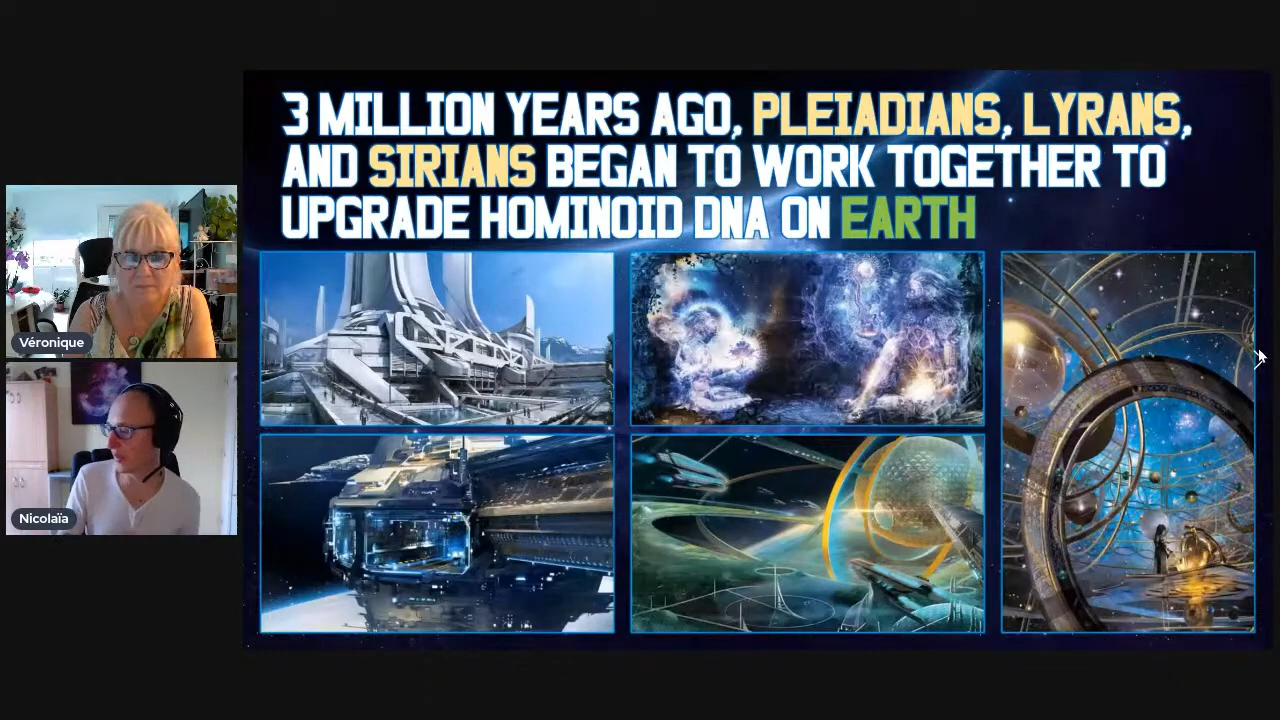 3 MILLION YEARS AGO, PLEIADIANS, LYRANS,
AND SIRIANS BEGAN TO WORK TOGETHER TO
UPGRADE HOMINOID DNA ON EARTH
Véronique
Nicolaïa